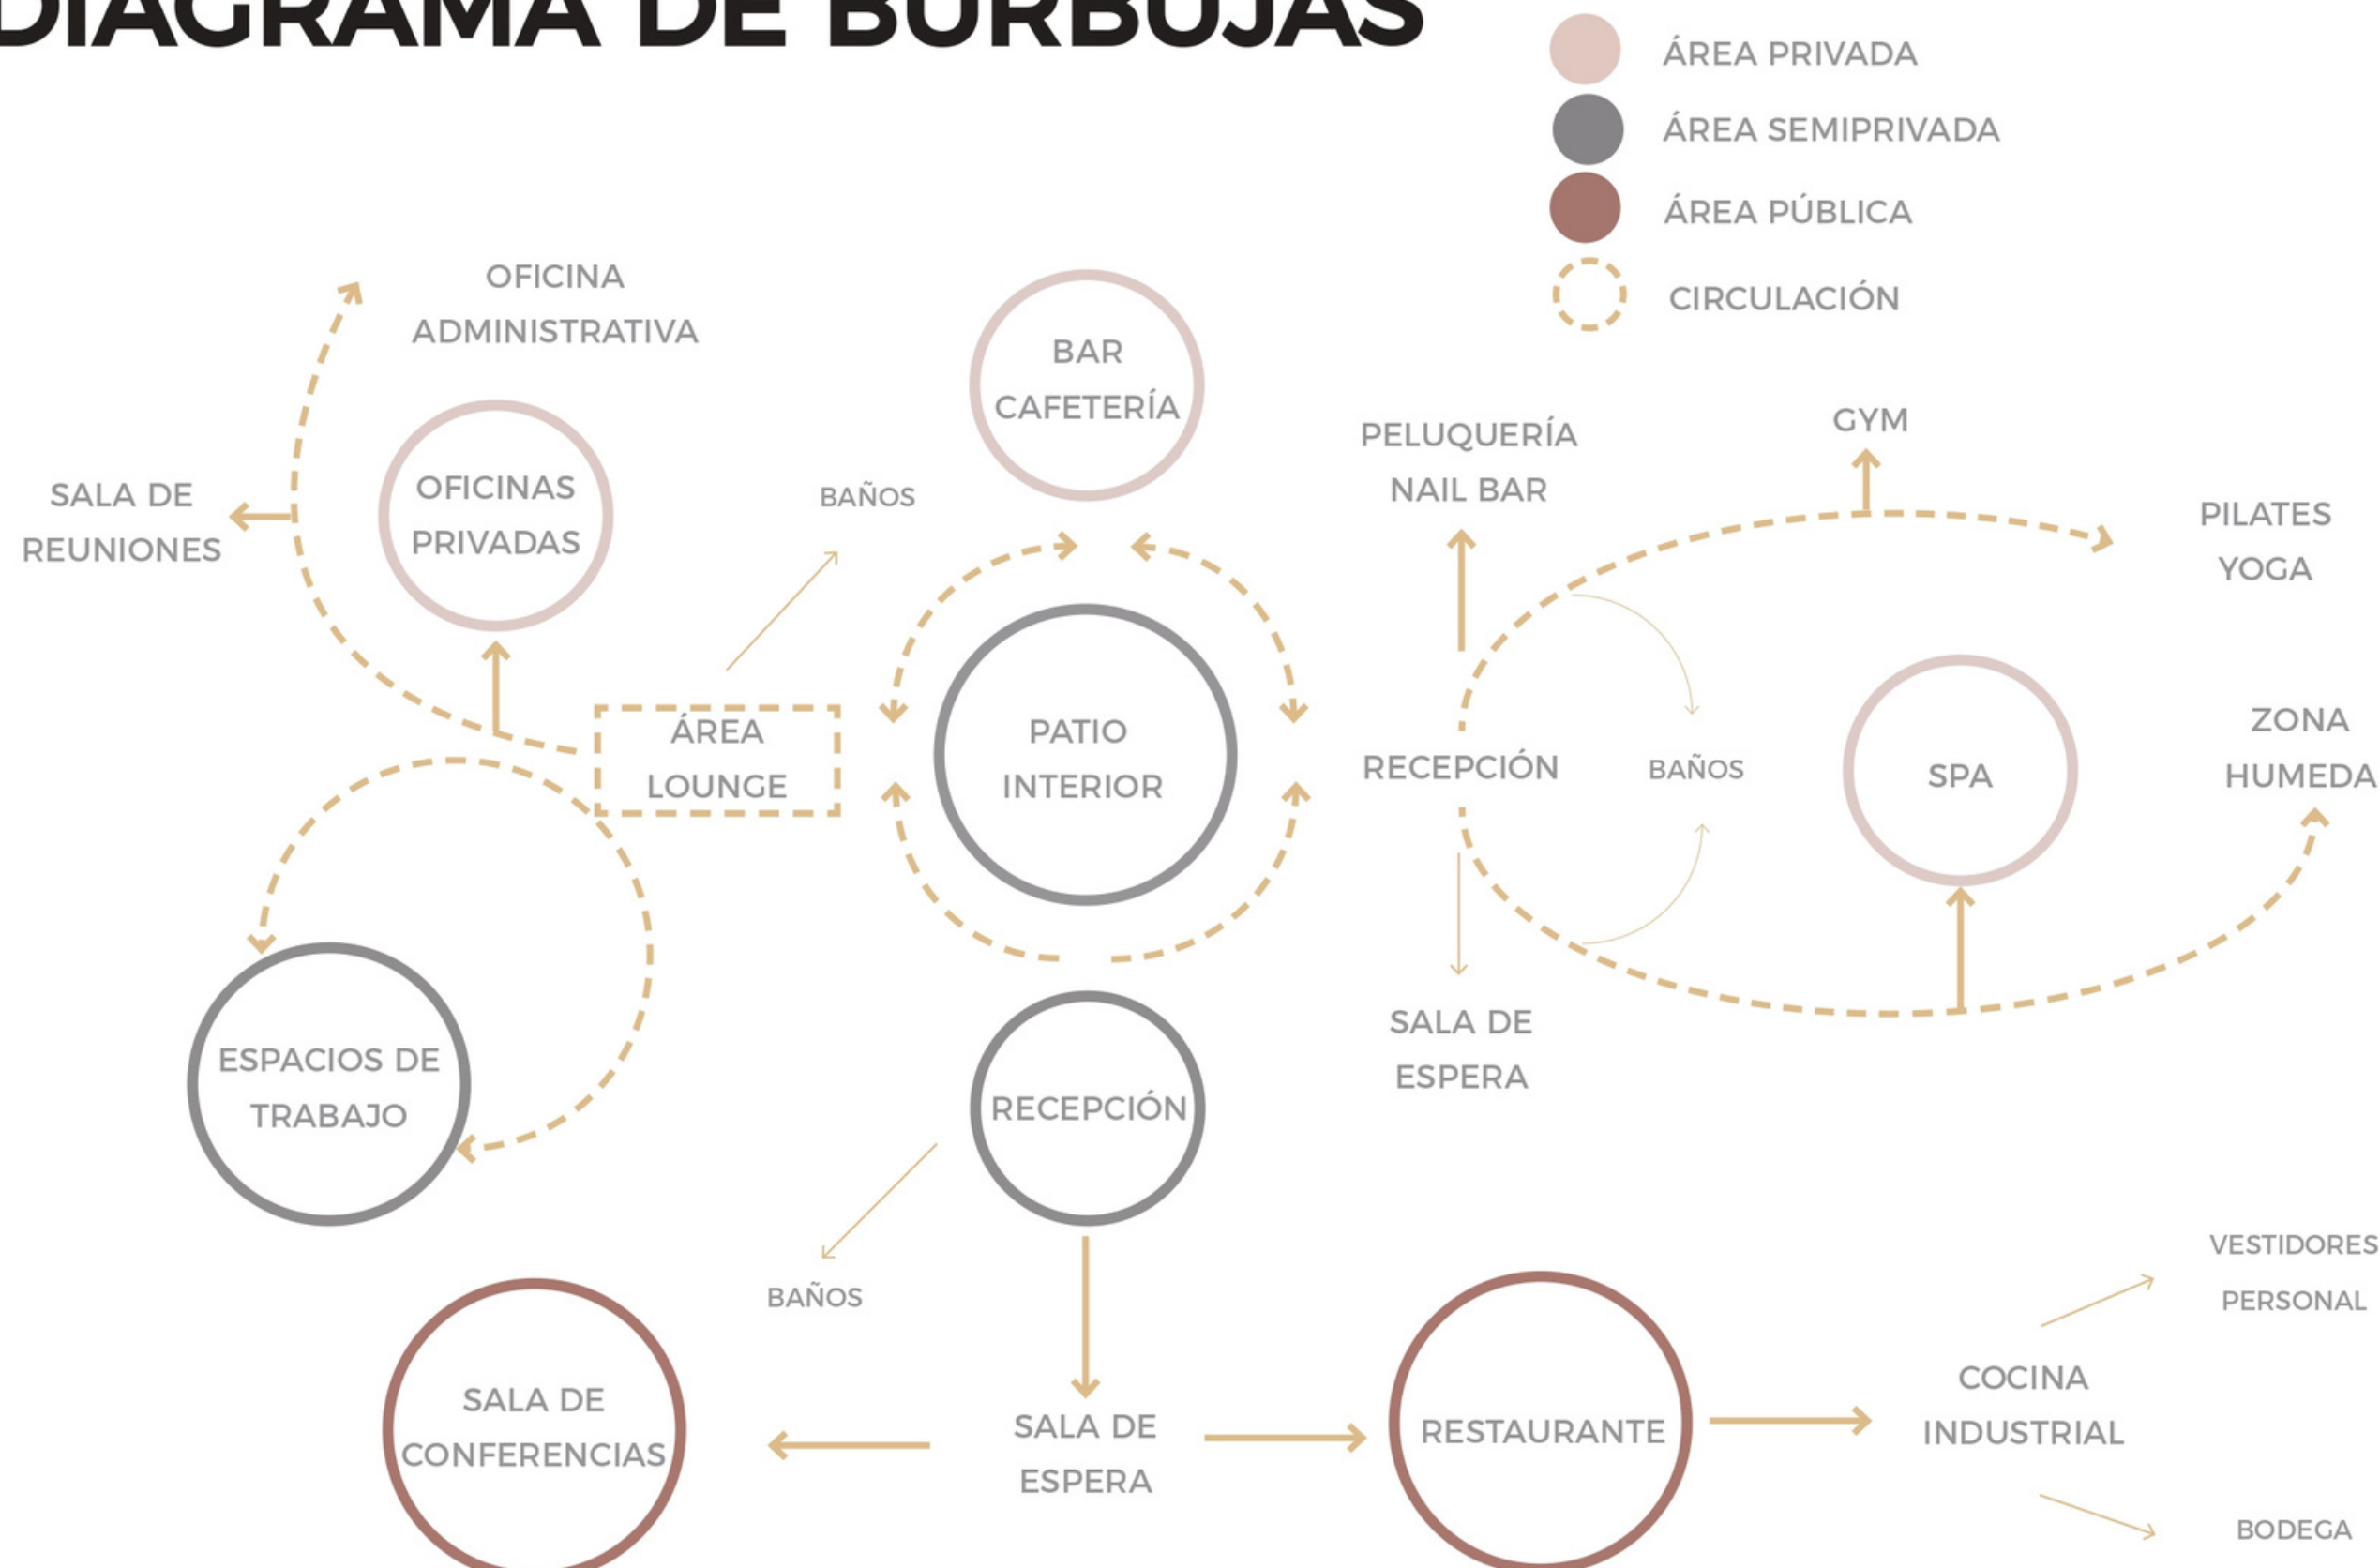 DIAGRAMA DE BURBUJAS
ÁREA PRIVADA
ÁREA SEMIPRIVADA
ÁREA PÚBLICA
CIRCULACIÓN
OFICINA
ADMINISTRATIVA
BAR
CAFETERÍA
OFICINAS
PRIVADAS
SALA DE
REUNIONES
BAÑOS
PELUQUERÍA
NAIL BAR
GYM
PILATES
YOGA
ÁREA
LOUNGE
PATIO
INTERIOR
RECEPCIÓN
BAÑOS
SPA
ZONA
HUMEDA
ESPACIOS DE
TRABAJO
RECEPCIÓN
SALA DE
ESPERA
BAÑOS
SALA DE
CONFERENCIAS
SALA DE
ESPERA
RESTAURANTE
COCINA
INDUSTRIAL
VESTIDORES
PERSONAL
BODEGA